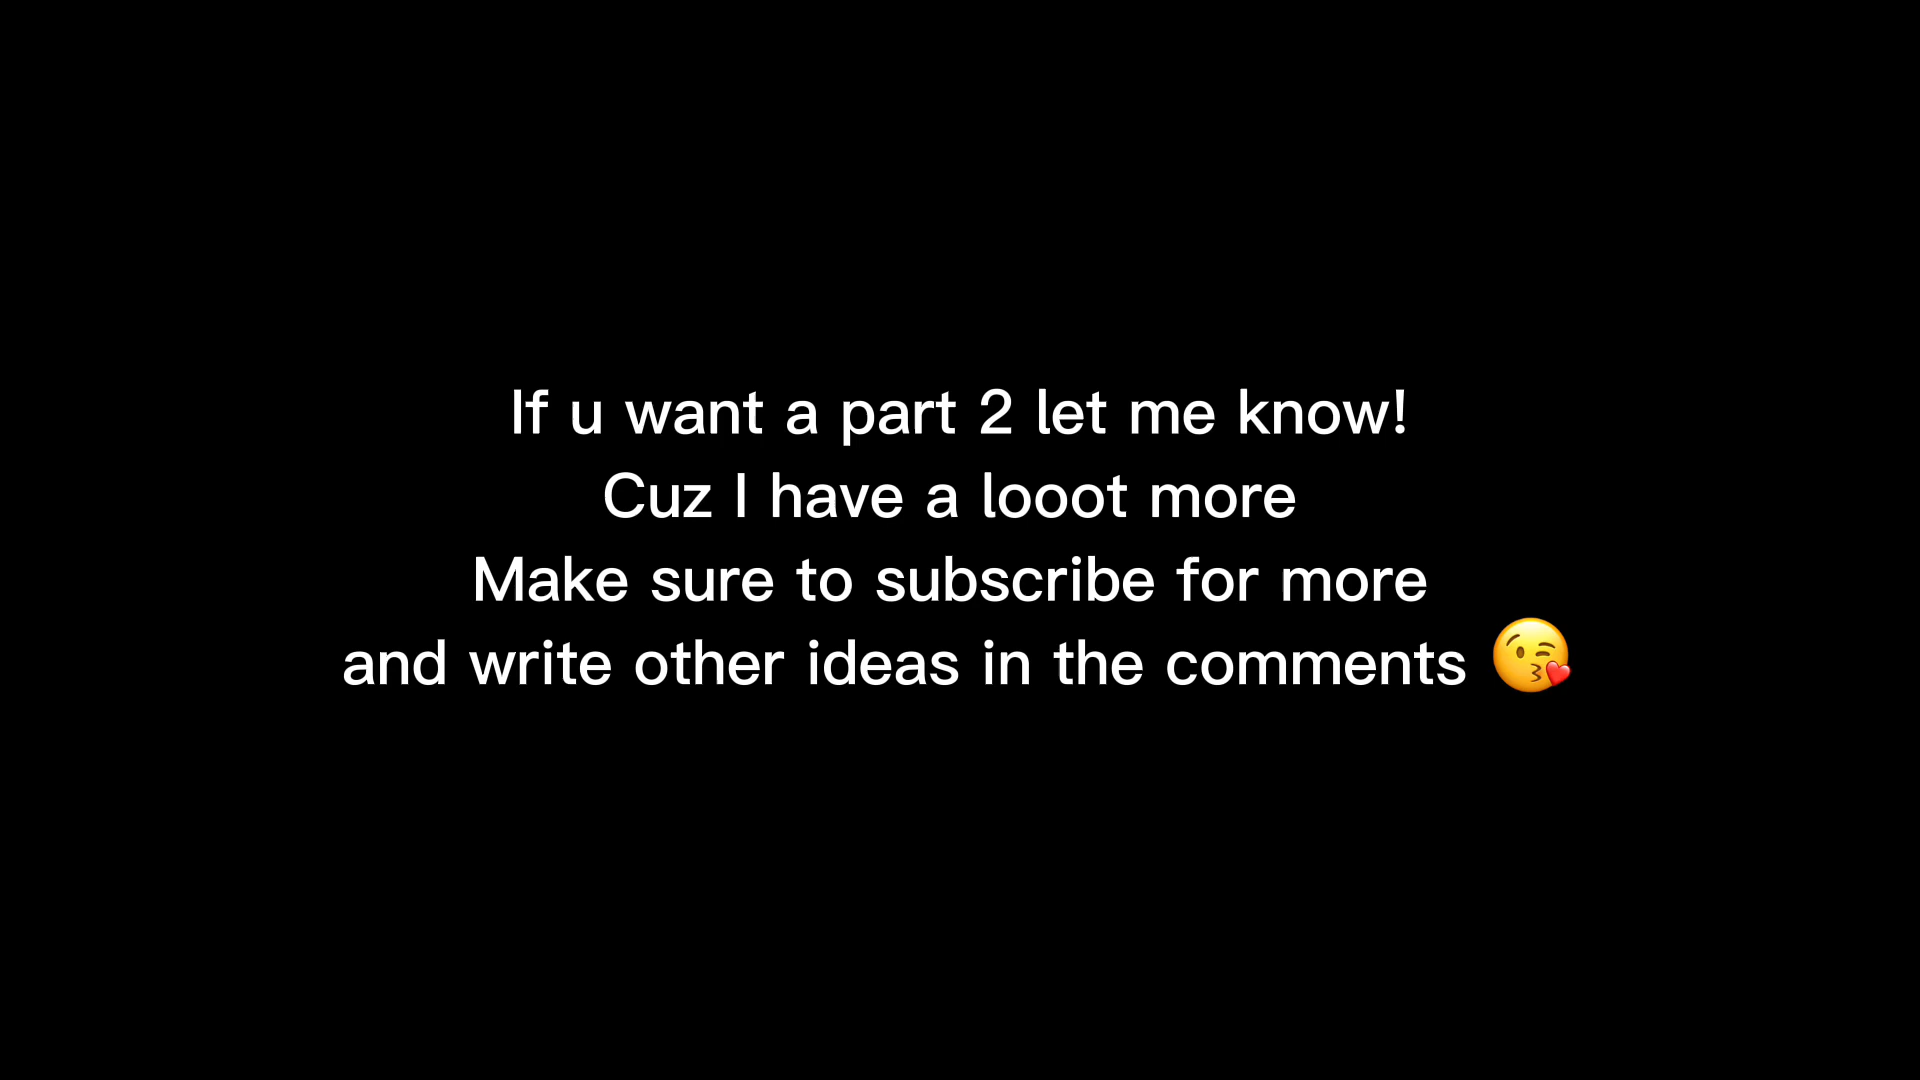 If u want a part 2 let me know!
Cuz I have a looot more
Make sure to subscribe for more
and write other ideas in the comments 😘